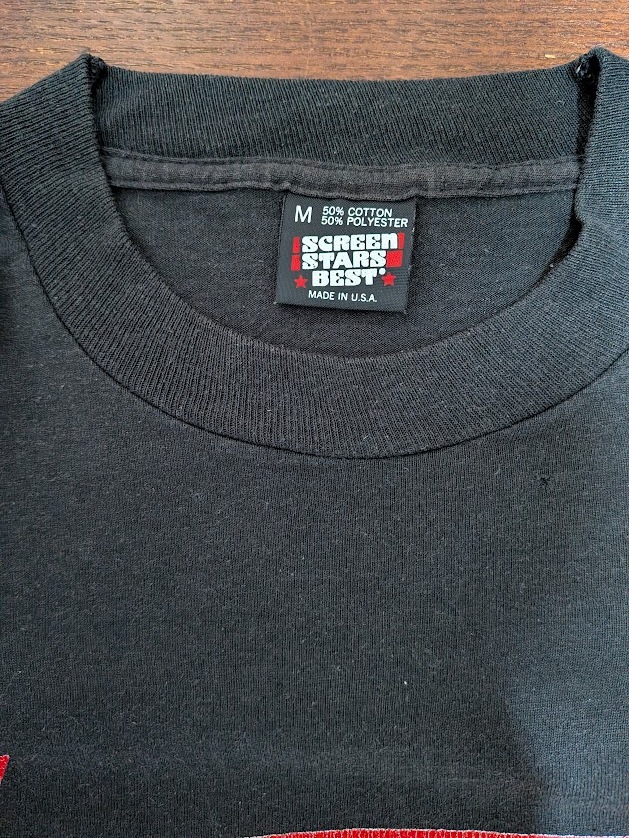 M 50% COTTON
50% POLYESTER
SCREEN
STARS
BEST
MADE IN U.S.A.